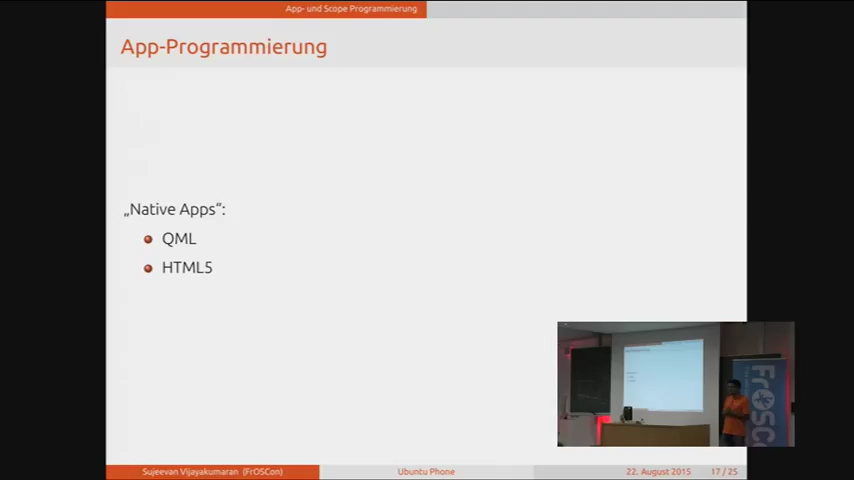 App- und Scope Programmierung
App-Programmierung
„Native Apps“:
QML
HTML5
FrOSCo
Sujeevan Vijayakumaran (FrOSCon)
Ubuntu Phone
22. August 2015
17 / 25